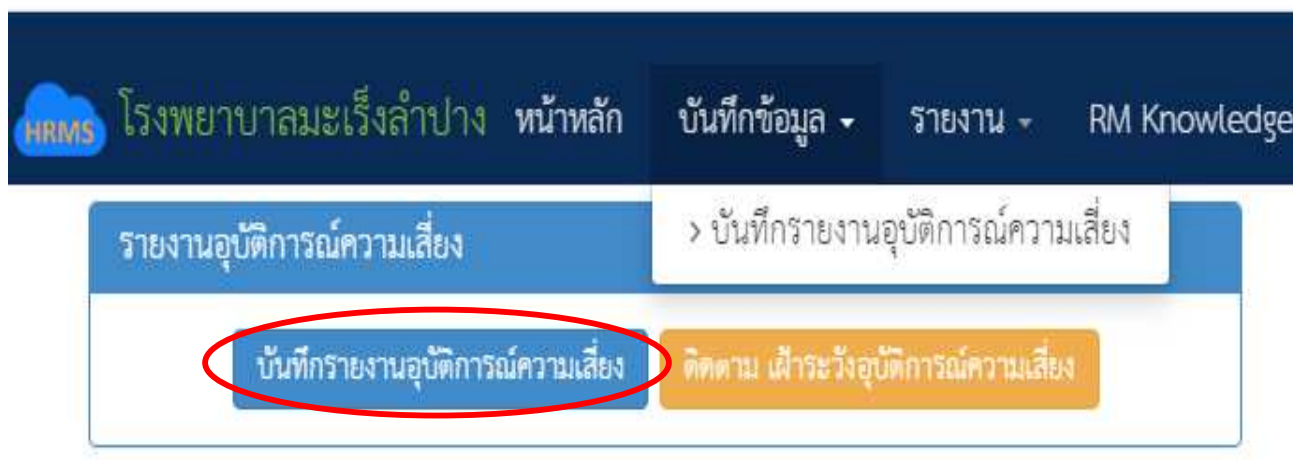 HRMS โรงพยาบาลมะเร็งลำปาง หน้าหลัก บันทึกข้อมูล รายงาน RM Knowledge
รายงานอุบัติการณ์ความเสี่ยง
> บันทึกรายงานอุบัติการณ์ความเสี่ยง
บันทึกรายงานอุบัติการณ์ความเสี่ยง ติดตาม เฝ้าระวังอุบัติการณ์ความเสี่ยง